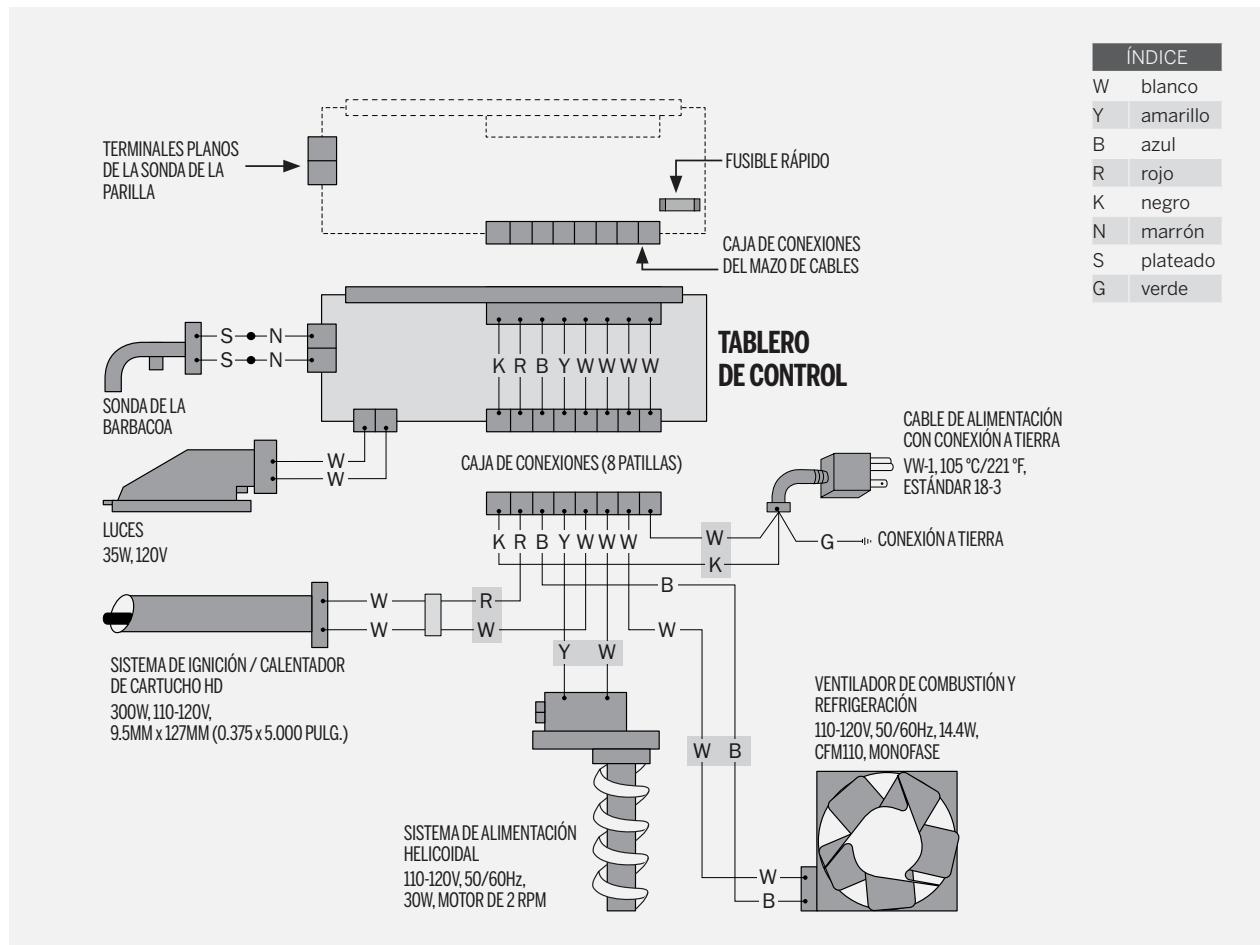 ÍNDICE
W blanco
Y amarillo
B azul
R rojo
K negro
N marrón
S plateado
G verde
TERMINALES PLANOS
DE LA SONDA DE LA
PARILLA
FUSIBLE RÁPIDO
CAJA DE CONEXIONES
DEL MAZO DE CABLES
TABLERO
DE CONTROL
S N
S N
K R B Y W W W W
SONDA DE LA
BARBACOA
W
W
LUCES
35W, 120V
CAJA DE CONEXIONES (8 PATILLAS)
CABLE DE ALIMENTACIÓN
CON CONEXIÓN A TIERRA
VW-1, 105 °C/221 °F,
ESTÁNDAR 18-3
K R B Y W W W
W
K
G CONEXIÓN A TIERRA
B
W R
W W
W
Y W
SISTEMA DE IGNICIÓN / CALENTADOR
DE CARTUCHO HD
300W, 110-120V,
9.5MM x 127MM (0.375 x 5.000 PULG.)
W B
VENTILADOR DE COMBUSTIÓN Y
REFRIGERACIÓN
110-120V, 50/60Hz, 14.4W,
CFM110, MONOFASE
SISTEMA DE ALIMENTACIÓN
HELICOIDAL
110-120V, 50/60Hz,
30W, MOTOR DE 2 RPM
W
B